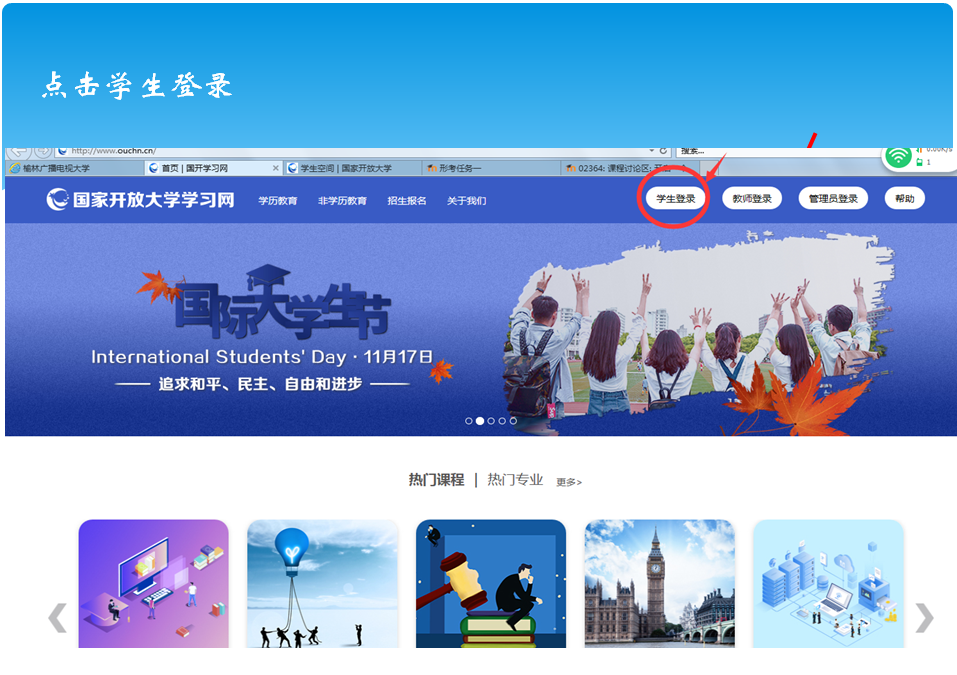 点击学生登录
http://www.ouchn.cn/
搜索...
0.00K/s
1
榆林广播电视大学
首页 | 国开学习网
学生空间 | 国家开放大学
形考任务一
02364: 课程讨论区:
国家开放大学学习网
学历教育
非学历教育
招生报名
关于我们
学生登录
教师登录
管理员登录
帮助
国际大学生节
International Students' Day · 11月17日
追求和平、民主、自由和进步
热门课程 | 热门专业 更多>